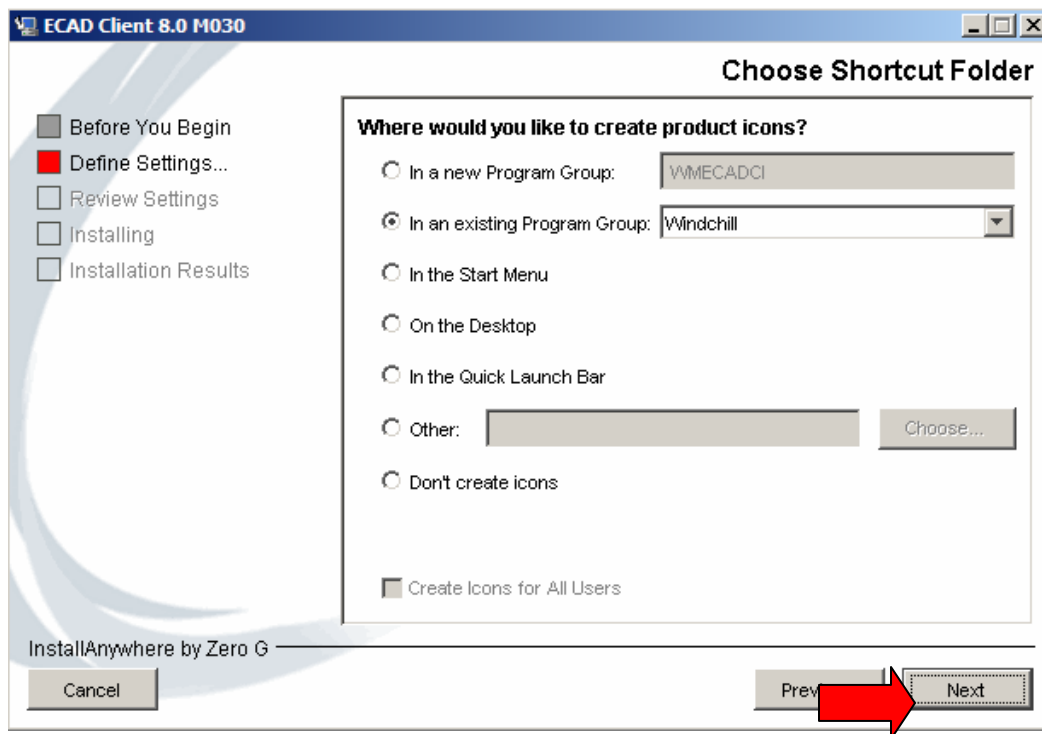 ECAD Client 8.0 M030
Choose Shortcut Folder
Before You Begin
Define Settings...
Review Settings
Installing
Installation Results
Where would you like to create product icons?
In a new Program Group: WMECADCI
In an existing Program Group: Windchill
In the Start Menu
On the Desktop
In the Quick Launch Bar
Other: Choose...
Don't create icons
Create Icons for All Users
InstallAnywhere by Zero G
Cancel Next